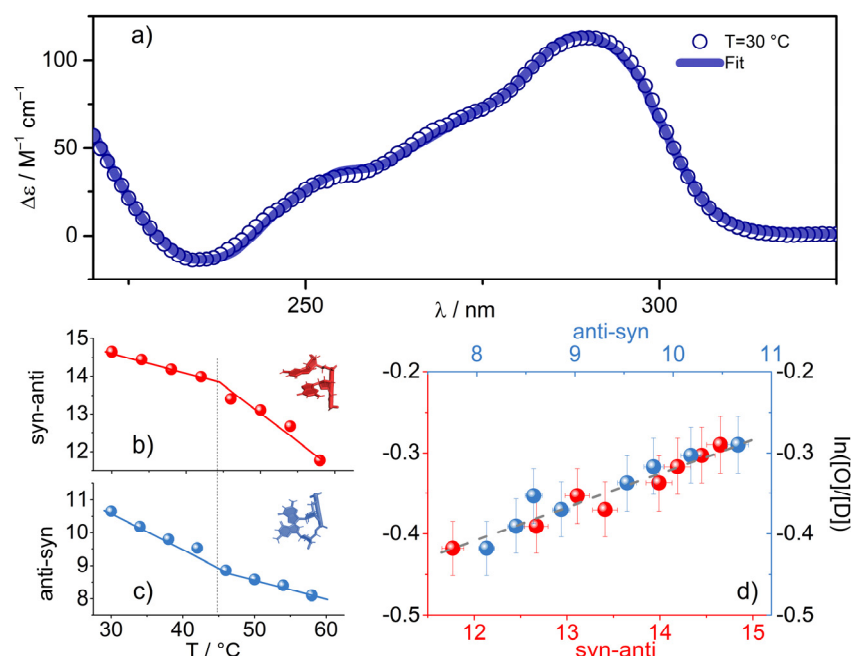 a)
T=30 °C
Fit
Δε / M⁻¹ cm⁻¹
100
50
0
250
300
λ / nm
15
14
13
12
syn-anti
b)
11
10
9
8
anti-syn
c)
30
40
50
60
T / °C
anti-syn
8
9
10
11
-0.2
-0.3
-0.4
-0.5
-0.2
-0.3
-0.4
-0.5
ln([O]/[D])
d)
12
13
14
15
syn-anti